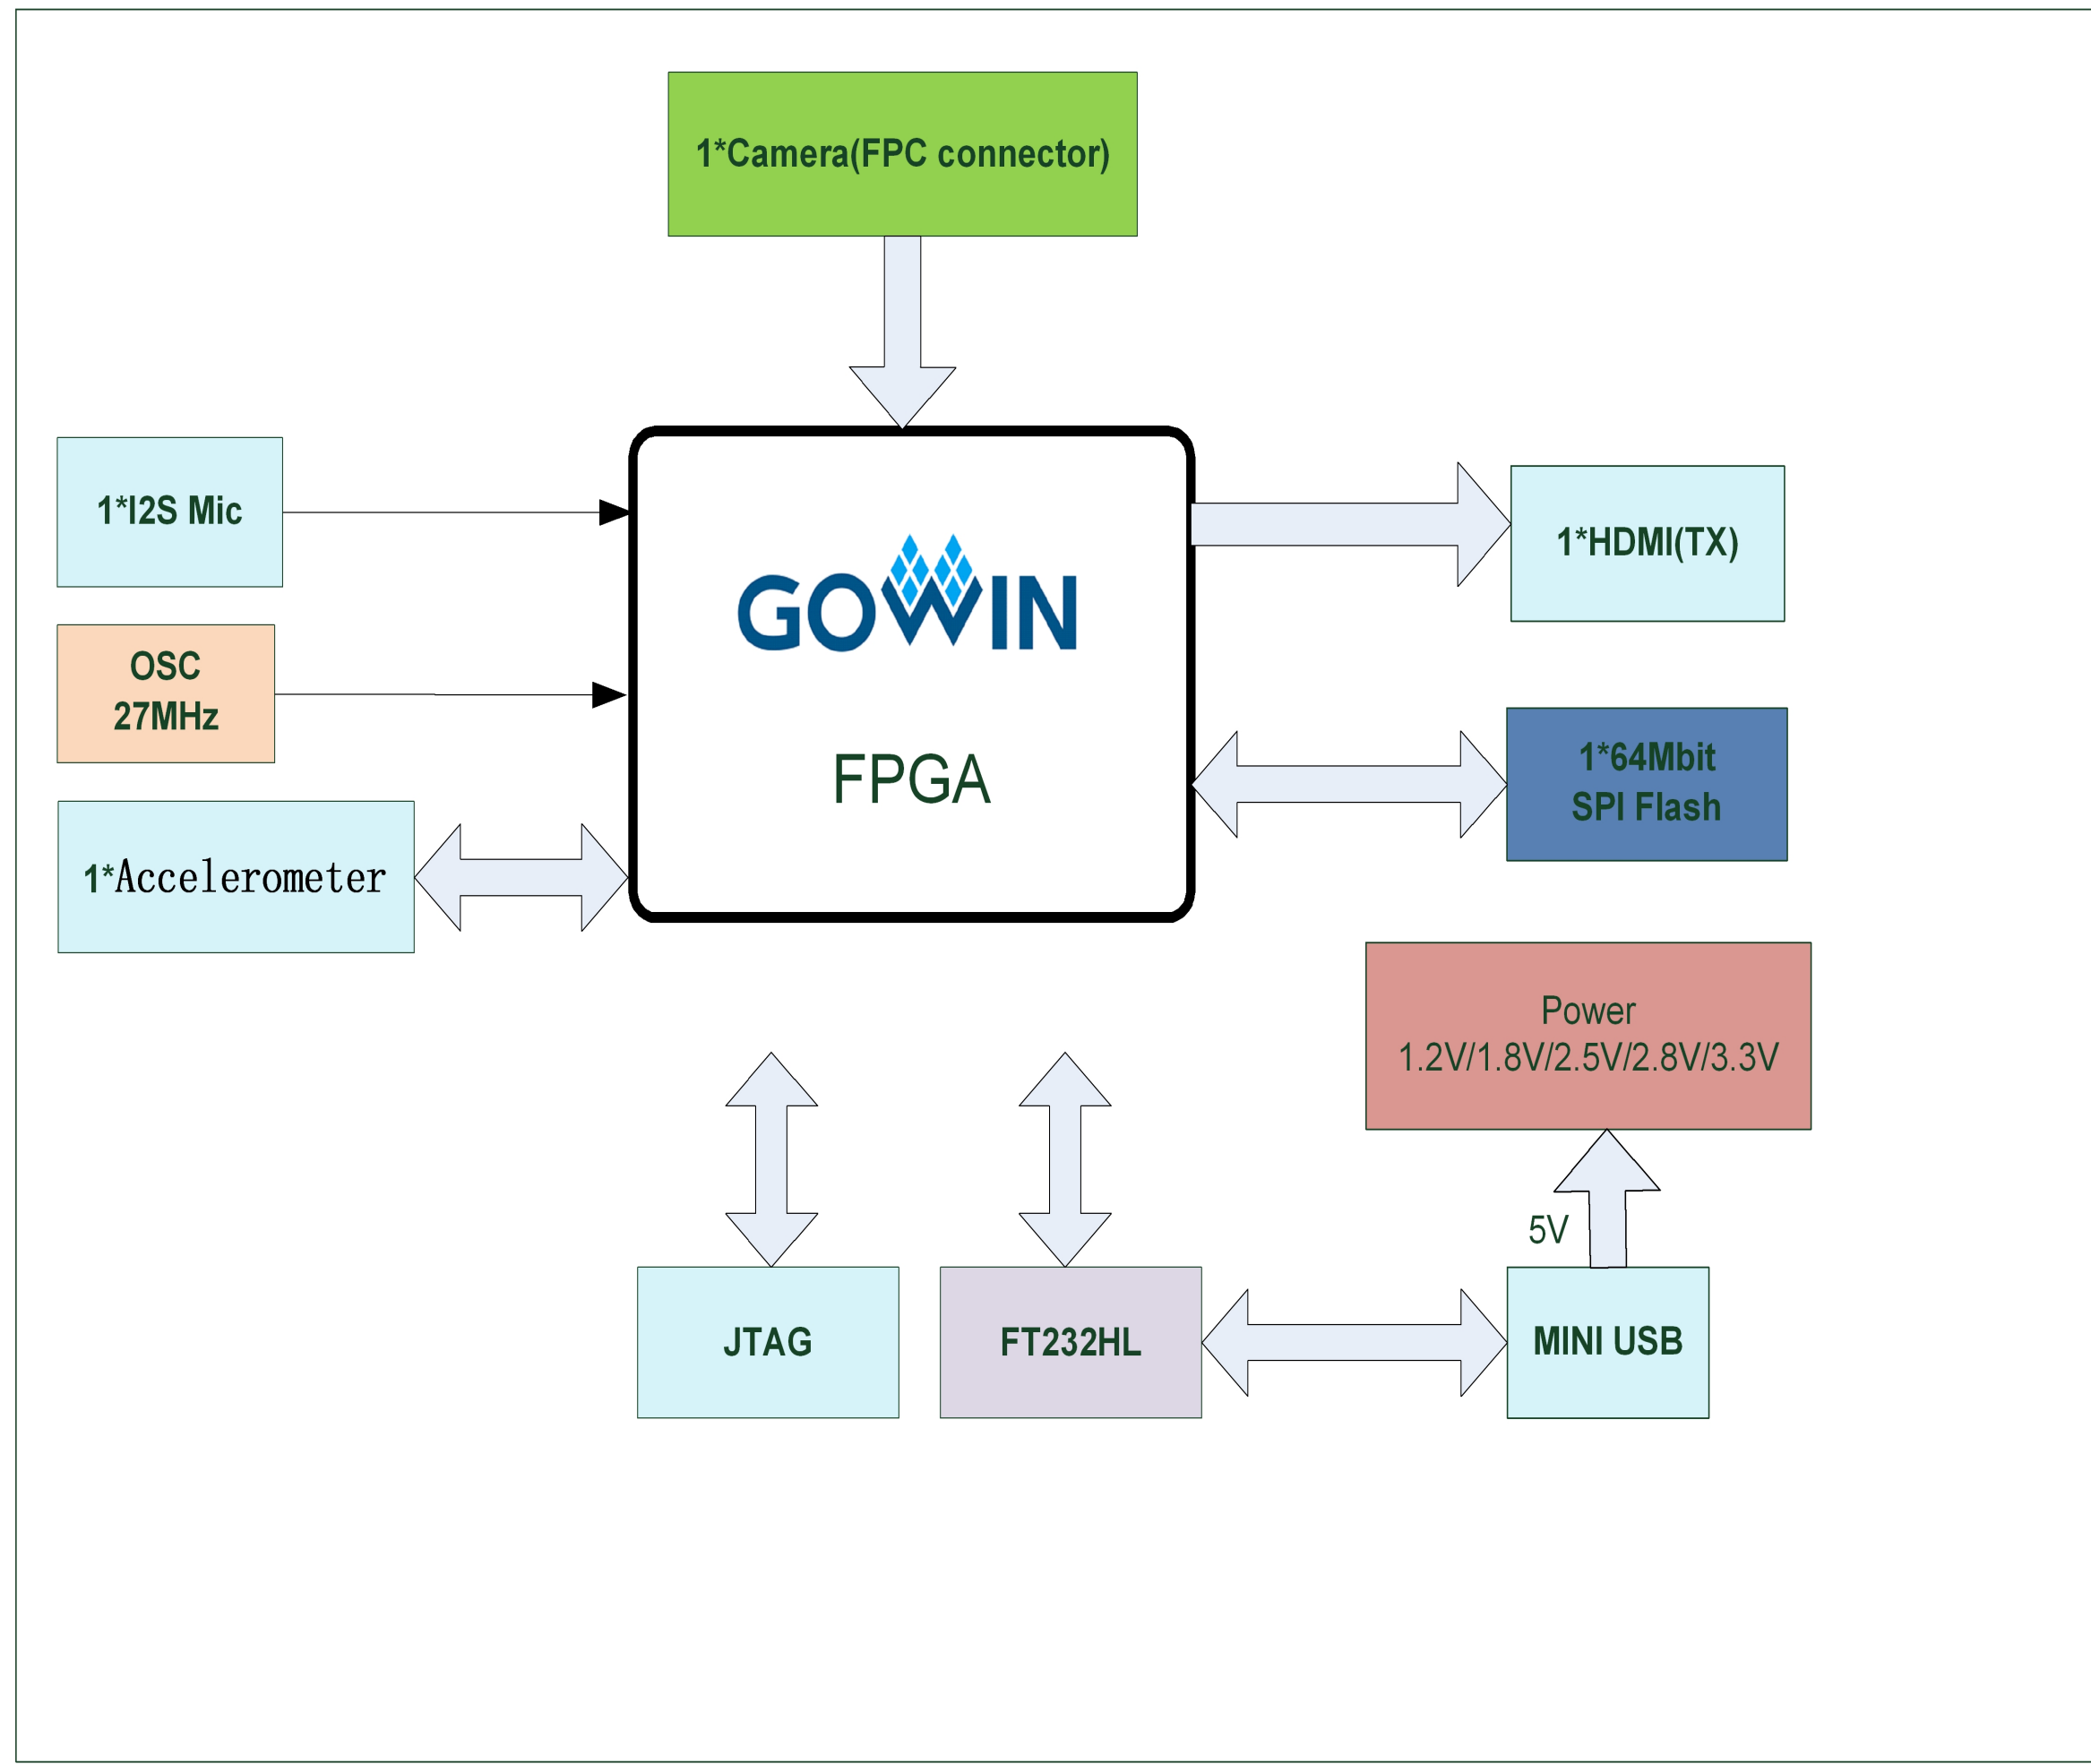 1*Camera(FPC connector)
1*I2S Mic
GOWIN
1*HDMI(TX)
OSC
27MHz
FPGA
1*64Mbit
SPI Flash
1*Accelerometer
Power
1.2V/1.8V/2.5V/2.8V/3.3V
5V
JTAG
FT232HL
MINI USB